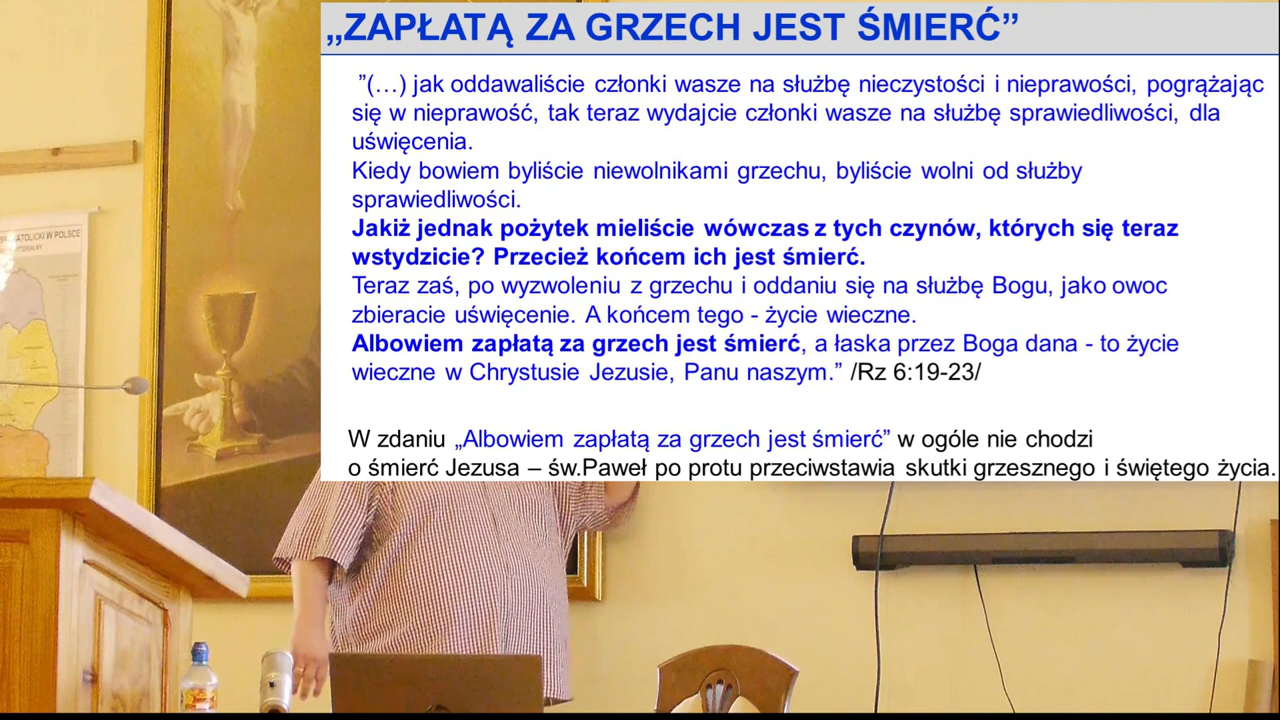 „ZAPŁATĄ ZA GRZECH JEST ŚMIERĆ”
”(…) jak oddawaliście członki wasze na służbę nieczystości i nieprawości, pogrążając
się w nieprawość, tak teraz wydajcie członki wasze na służbę sprawiedliwości, dla
uświęcenia.
Kiedy bowiem byliście niewolnikami grzechu, byliście wolni od służby
sprawiedliwości.
Jakiż jednak pożytek mieliście wówczas z tych czynów, których się teraz
wstydzicie? Przecież końcem ich jest śmierć.
Teraz zaś, po wyzwoleniu z grzechu i oddaniu się na służbę Bogu, jako owoc
zbieracie uświęcenie. A końcem tego - życie wieczne.
Albowiem zapłatą za grzech jest śmierć, a łaska przez Boga dana - to życie
wieczne w Chrystusie Jezusie, Panu naszym.” /Rz 6:19-23/
W zdaniu „Albowiem zapłatą za grzech jest śmierć” w ogóle nie chodzi
o śmierć Jezusa – św.Paweł po protu przeciwstawia skutki grzesznego i świętego życia.
ATOLICKI W POLSCE